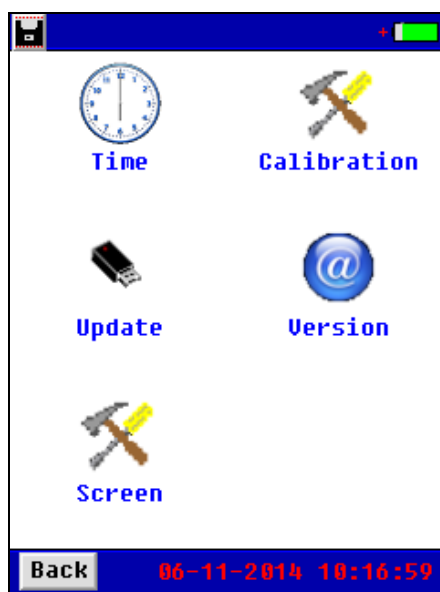 Time
Calibration
Update
Version
Screen
Back
06-11-2014 10:16:59